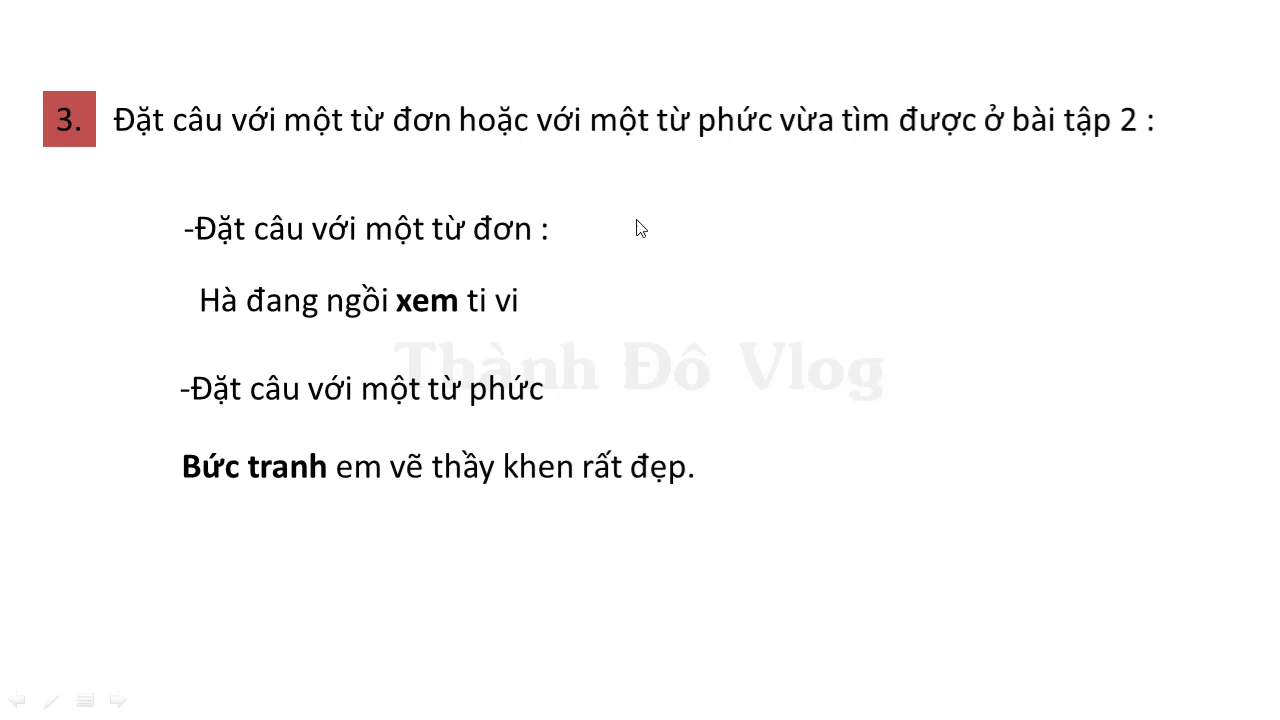 3. Đặt câu với một từ đơn hoặc với một từ phức vừa tìm được ở bài tập 2 :
-Đặt câu với một từ đơn :
Hà đang ngồi xem ti vi
Thành Đô Vlog
-Đặt câu với một từ phức
Bức tranh em vẽ thầy khen rất đẹp.